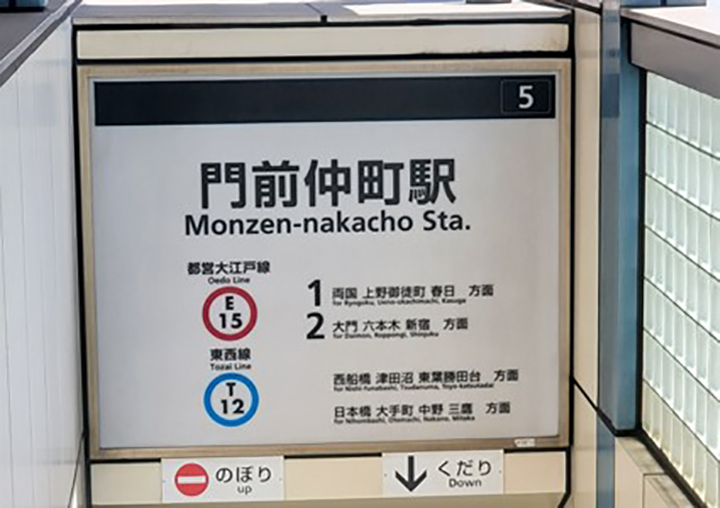 5
門前仲町駅
Monzen-nakacho Sta.
都営大江戸線
Oedo Line
E
15
1 両国 上野御徒町 春日 方面
for Ryogoku, Ueno-okachimachi, Kasuga
2 大門 六本木 新宿 方面
for Daimon, Roppongi, Shinjuku
東西線
Tozai Line
T
12
西船橋 津田沼 東葉勝田台 方面
for Nishi-funabashi, Tsudanuma, Toyo-katsutadai
日本橋 大手町 中野 三鷹 方面
for Nihombashi, Otemachi, Nakano, Mitaka
のぼり
up
くだり
Down